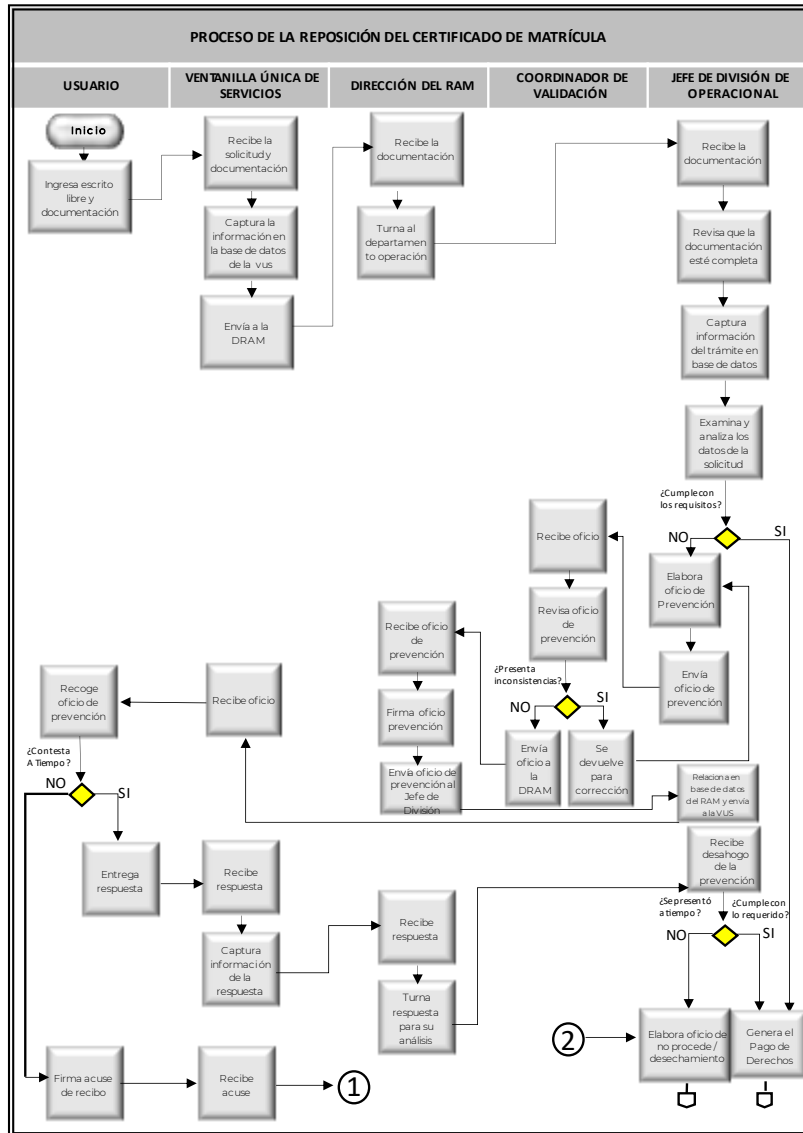 PROCESO DE LA REPOSICIÓN DEL CERTIFICADO DE MATRÍCULA
USUARIO
VENTANILLA ÚNICA DE
SERVICIOS
DIRECCIÓN DEL RAM
COORDINADOR DE
VALIDACIÓN
JEFE DE DIVISIÓN DE
OPERACIONAL
Inicio
Ingresa escrito
libre y
documentación
Recibe la
solicitud y
documentación
Captura la
información en
la base de datos
de la vus
Envía a la
DRAM
Recibe la
documentación
Turna al
departamen
to operación
Recibe la
documentación
Revisa que la
documentación
esté completa
Captura
información
del trámite en
base de datos
Examina y
analiza los
datos de la
solicitud
¿Cumple con
los requisitos?
NO
SI
Elabora
oficio de
Prevención
Envía
oficio de
prevención
Recibe oficio
Revisa oficio
de
prevención
¿Presenta
inconsistencias?
NO
SI
Envía
oficio a
la DRAM
Se
devuelve
para
corrección
Recibe oficio
de
prevención
Firma oficio
prevención
Envía oficio de
prevención al
Jefe de
División
Relaciona en
base de datos
del RAM y envía
a la VUS
Recibe oficio
Recoge
oficio de
prevención
¿Contesta
A Tiempo?
NO
SI
Entrega
respuesta
Recibe
respuesta
Captura
información
de la
respuesta
Recibe
respuesta
Turna
respuesta
para su
análisis
Recibe
desahogo
de la
prevención
¿Se presentó
a tiempo?
¿Cumple con
lo requerido?
NO
SI
2
Elabora oficio de
no procede /
desechamiento
Genera el
Pago de
Derechos
Firma acuse
de recibo
Recibe
acuse
1